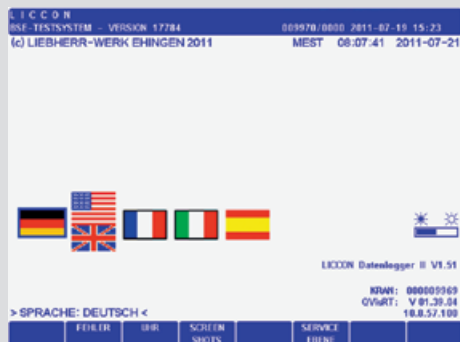 LICCON
BSE-TESTSYSTEM - VERSION 17784 009970/0000 2011-07-19 15:23
(c) LIEBHERR-WERK EHINGEN 2011 MEST 08:07:41 2011-07-21
LICCON Datenlogger II V1.51
KRAN: 000009969
QVisRT: V 01.39.04
> SPRACHE: DEUTSCH < 10.0.57.100
FEHLER UHR SCREEN SHOTS SERVICE EBENE